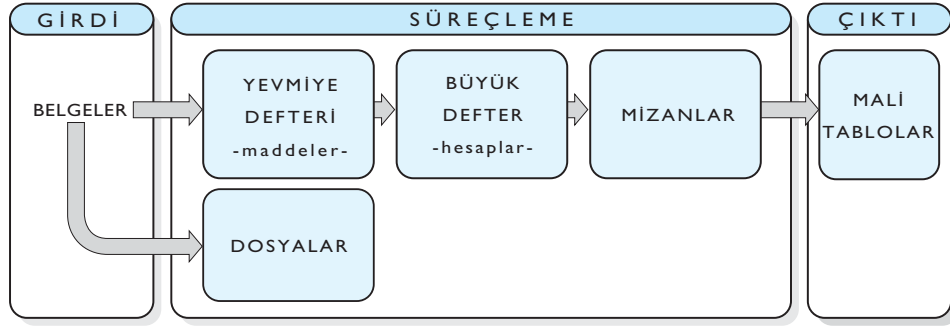 GİRDİ
SÜREÇLEME
ÇIKTI
BELGELER
YEVMİYE
DEFTERİ
-maddeler-
BÜYÜK
DEFTER
-hesaplar-
MİZANLAR
MALİ
TABLOLAR
DOSYALAR